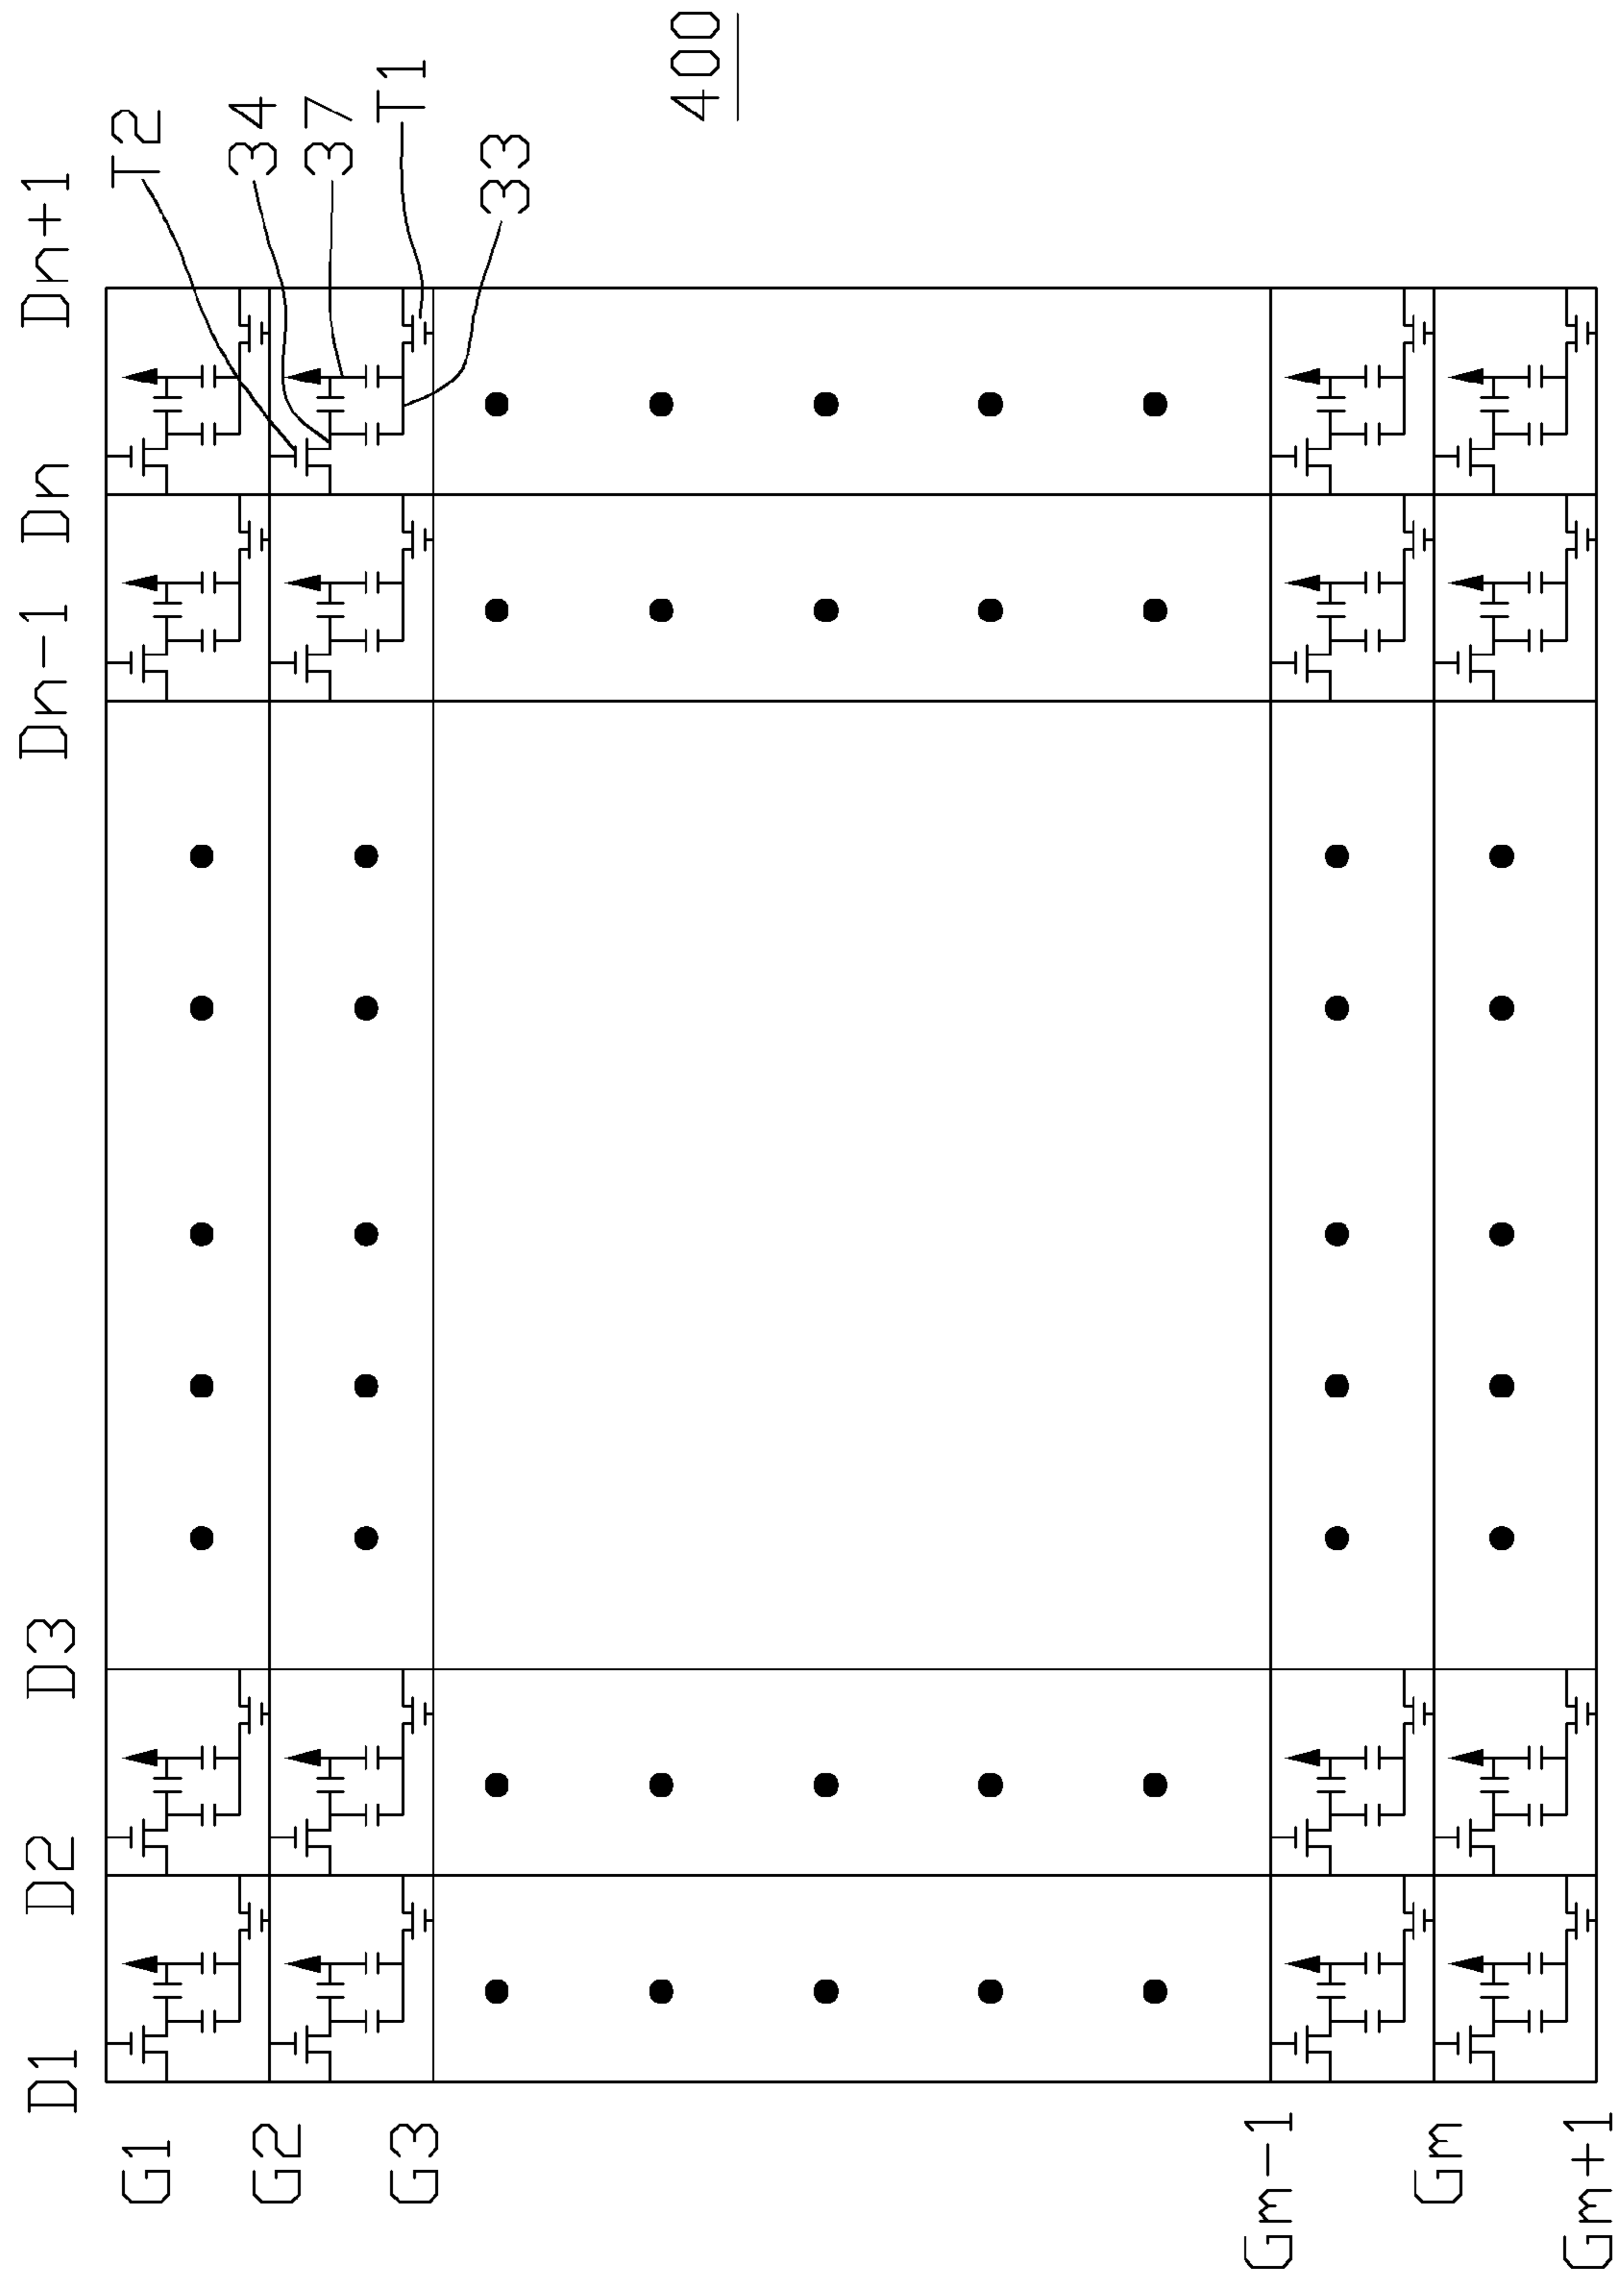 D1 D2 D3 Dn-1 Dn Dn+1
G1
G2
G3
Gm-1
Gm
Gm+1
T2
34
37
T1
33
400